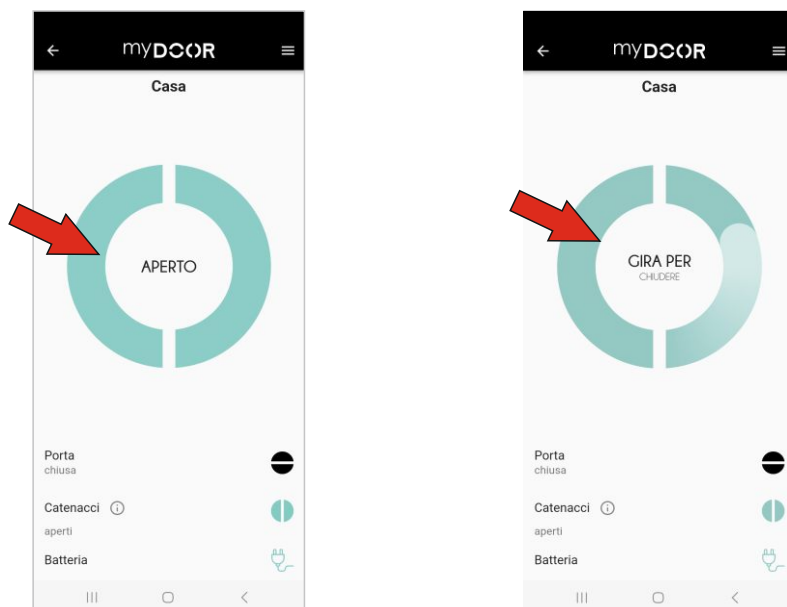 myDOOR
Casa
APERTO
Porta
chiusa
Catenacci
aperti
Batteria
myDOOR
Casa
GIRA PER
CHIUDERE
Porta
chiusa
Catenacci
aperti
Batteria